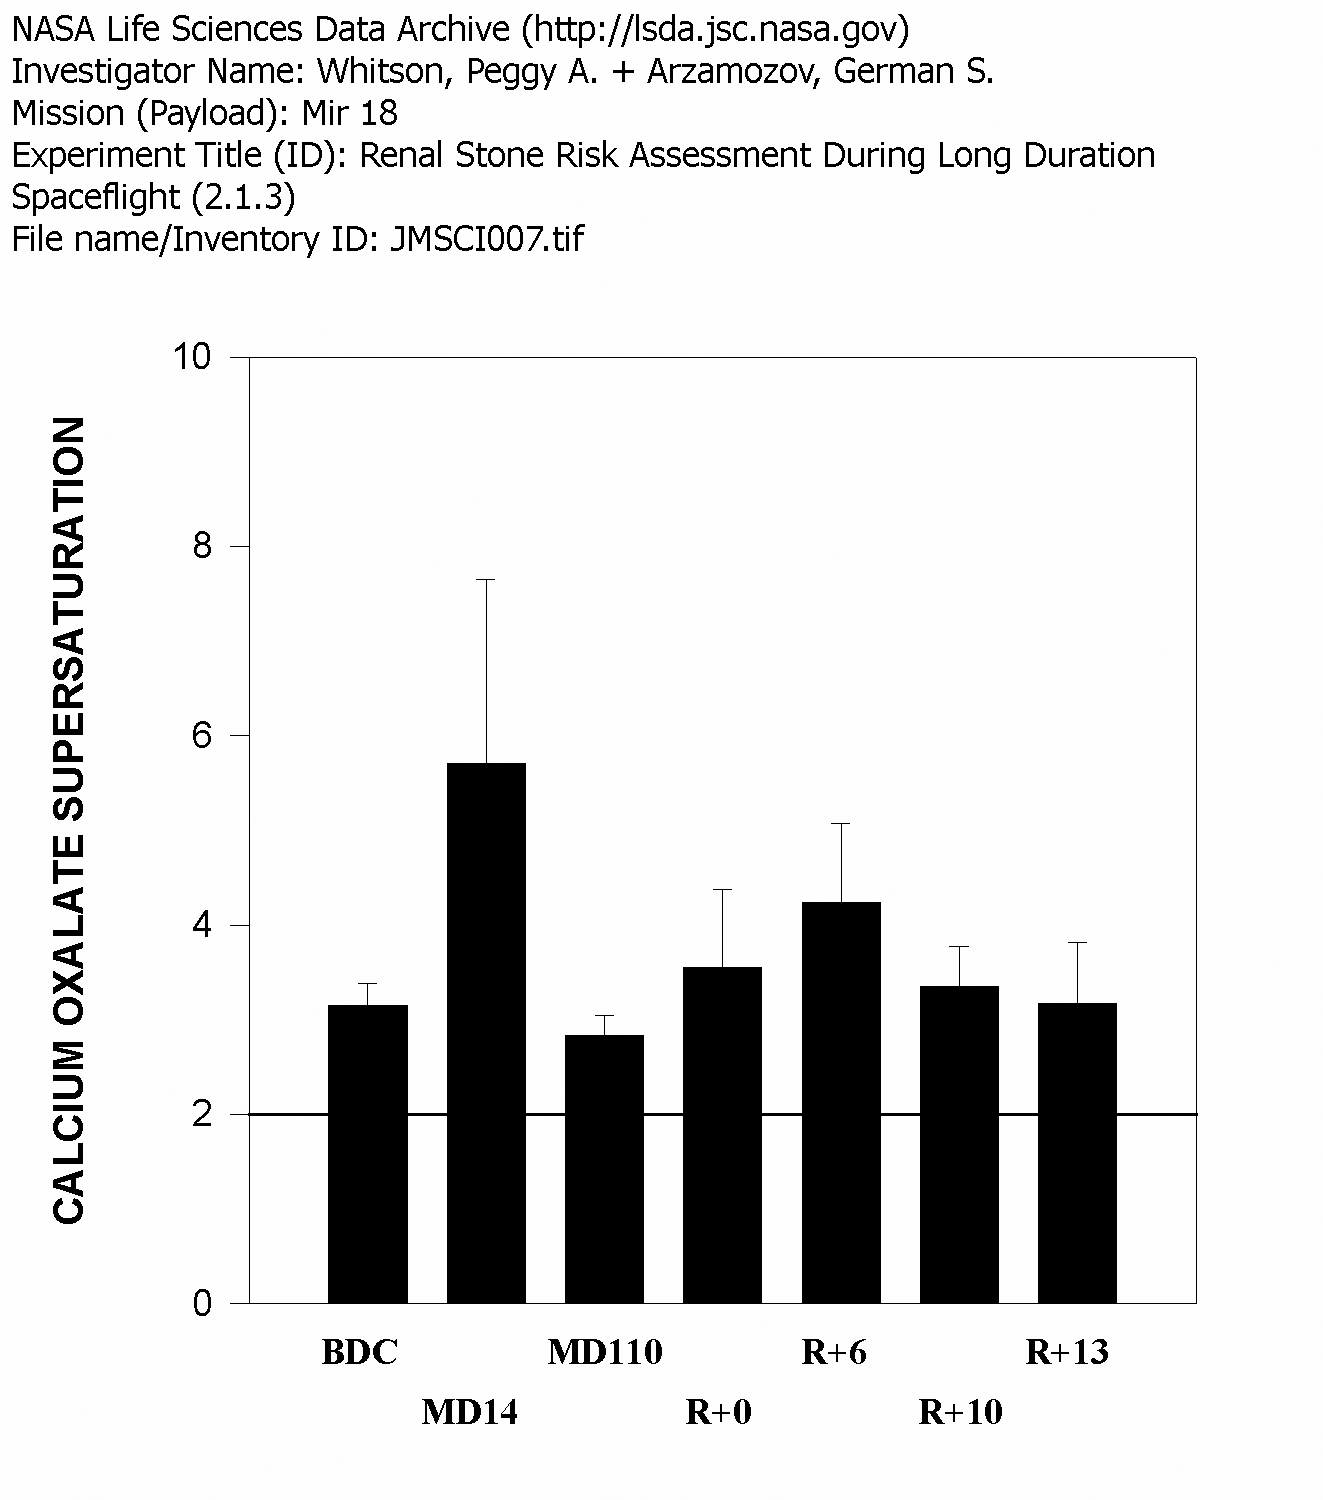 NASA Life Sciences Data Archive (http://lsda.jsc.nasa.gov)
Investigator Name: Whitson, Peggy A. + Arzamozov, German S.
Mission (Payload): Mir 18
Experiment Title (ID): Renal Stone Risk Assessment During Long Duration
Spaceflight (2.1.3)
File name/Inventory ID: JMSCI007.tif
CALCIUM OXALATE SUPERSATURATION
10
8
6
4
2
0
BDC MD110 R+6 R+13
MD14 R+0 R+10